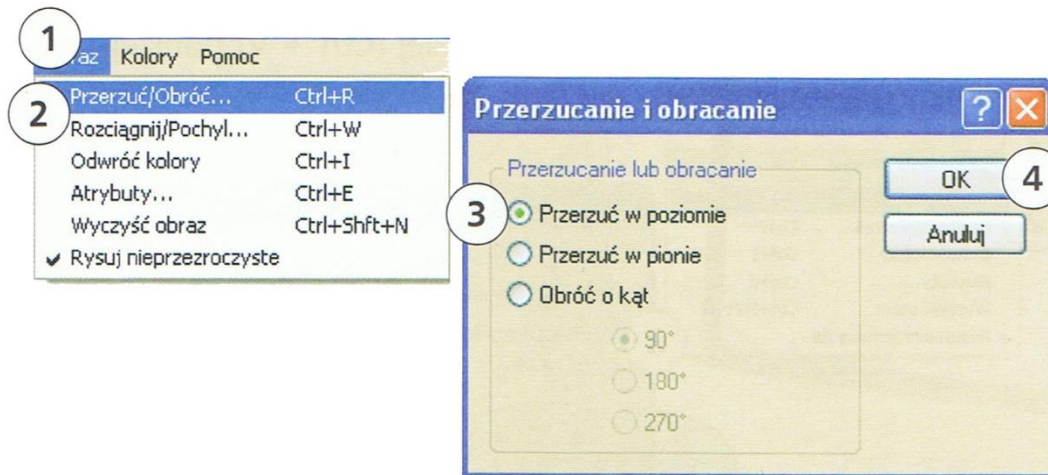 1
raz Kolory Pomoc
2
Przerzuć/Obróć... Ctrl+R
Rozciągnij/Pochyl... Ctrl+W
Odwróć kolory Ctrl+I
Atrybuty... Ctrl+E
Wyczyść obraz Ctrl+Shft+N
✓ Rysuj nieprzezroczyste
Przerzucanie i obracanie
?
Przerzucanie lub obracanie
3
Przerzuć w poziomie
Przerzuć w pionie
Obróć o kąt
90°
180°
270°
OK
4
Anuluj